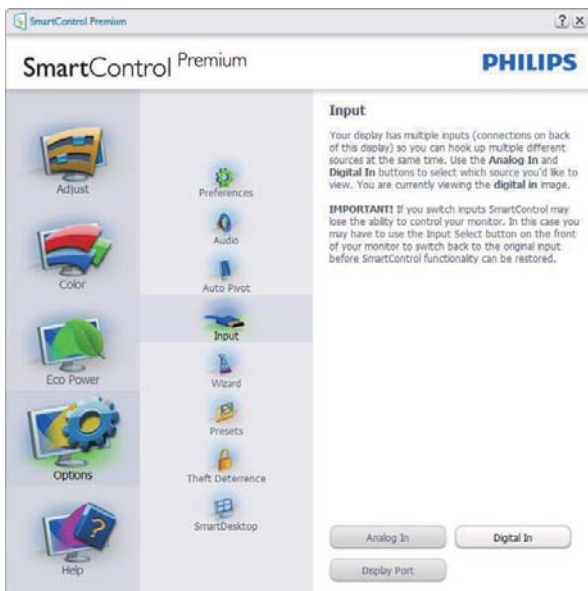 SmartControl Premium
? x
SmartControl Premium
PHILIPS
Adjust
Color
Eco Power
Options
Help
Preferences
Audio
Auto Pivot
Input
Wizard
Presets
Theft Deterrence
SmartDesktop
Input
Your display has multiple inputs (connections on back
of this display) so you can hook up multiple different
sources at the same time. Use the Analog In and
Digital In buttons to select which source you'd like to
view. You are currently viewing the digital in image.
IMPORTANT! If you switch inputs SmartControl may
lose the ability to control your monitor. In this case you
may have to use the Input Select button on the front
of your monitor to switch back to the original input
before SmartControl functionality can be restored.
Analog In
Digital In
Display Port